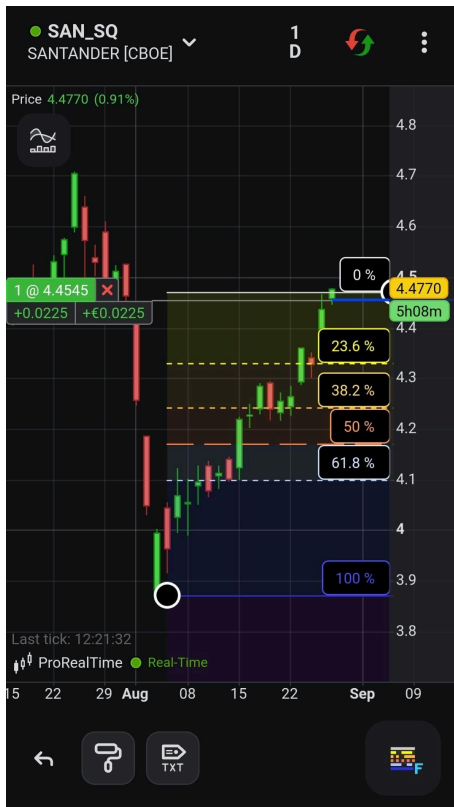 SAN_SQ
SANTANDER [CBOE]
1
D
Price 4.4770 (0.91%)
4.8
4.7
4.6
4.5
0 %
4.4770
1 @ 4.4545
+0.0225 +€0.0225
5h08m
4.4
23.6 %
4.3
38.2 %
50 %
4.2
61.8 %
4.1
4
100 %
3.9
Last tick: 12:21:32
3.8
ProRealTime Real-Time
15 22 29 Aug 08 15 22 Sep 09
TXT
F